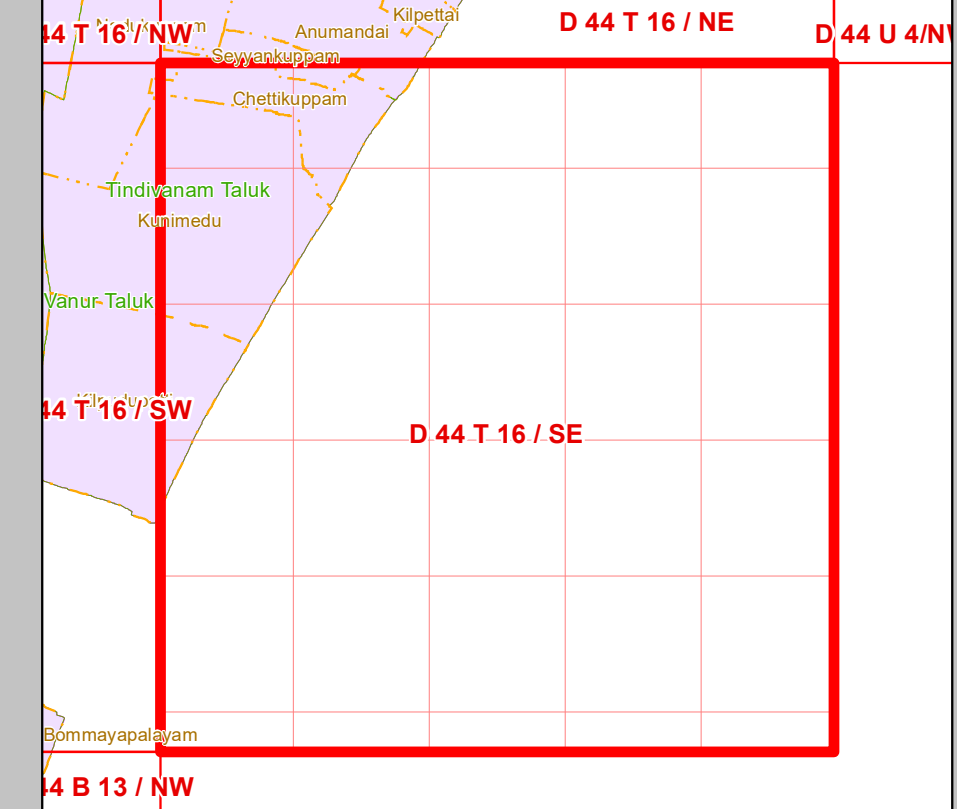 Kilpettai
D 44 T 16 / NE
44 T 16 / NW
Anumandai
D 44 U 4/NW
Seyyankuppam
Chettikuppam
Tindivanam Taluk
Kunimedu
Vanur Taluk
44 T 16 / SW
D 44 T 16 / SE
Bommayapalayam
44 B 13 / NW